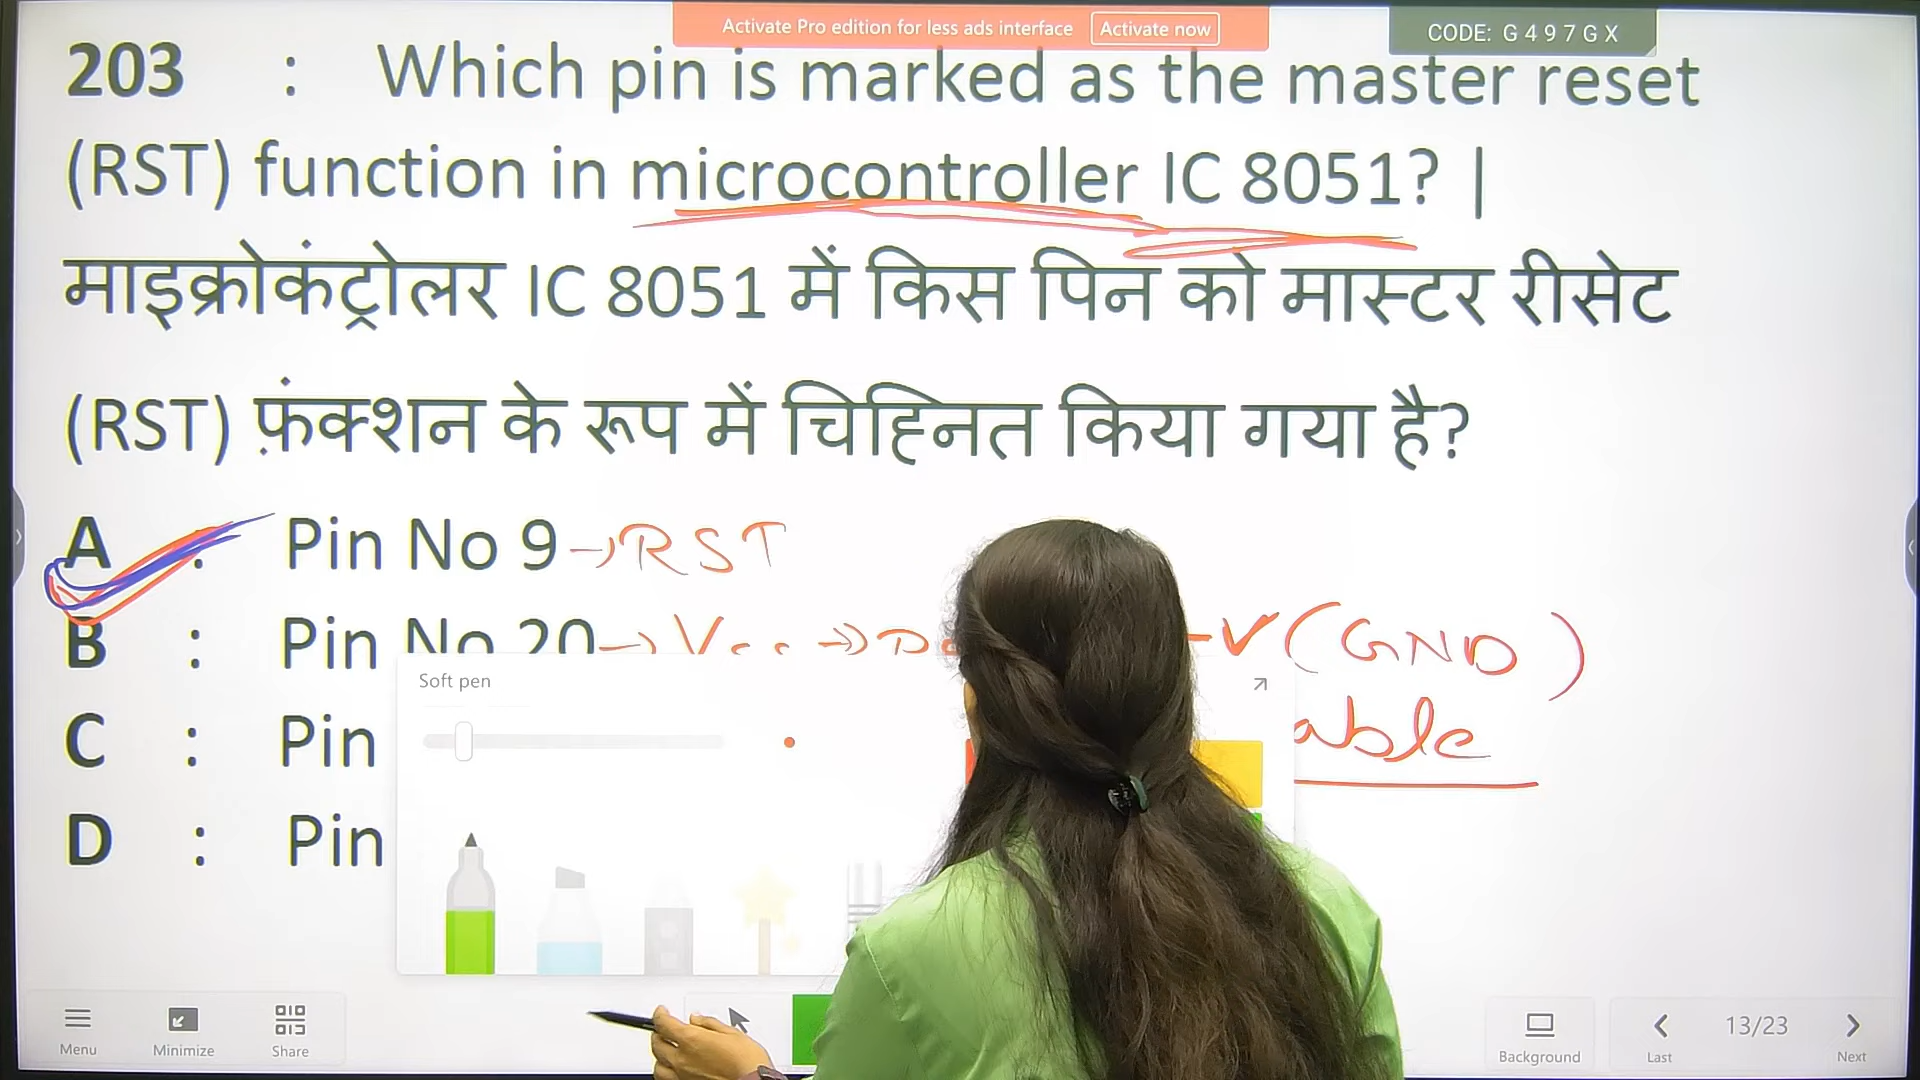 Activate Pro edition for less ads interface Activate now
CODE: G497GX
203 : Which pin is marked as the master reset
(RST) function in microcontroller IC 8051? |
माइक्रोकंट्रोलर IC 8051 में किस पिन को मास्टर रीसेट
(RST) फ़ंक्शन के रूप में चिह्नित किया गया है?
A : Pin No 9 → RST
B : Pin No 20 → -V (GND)
Soft pen
C : Pin able
D : Pin
Menu Minimize Share Background Last 13/23 Next